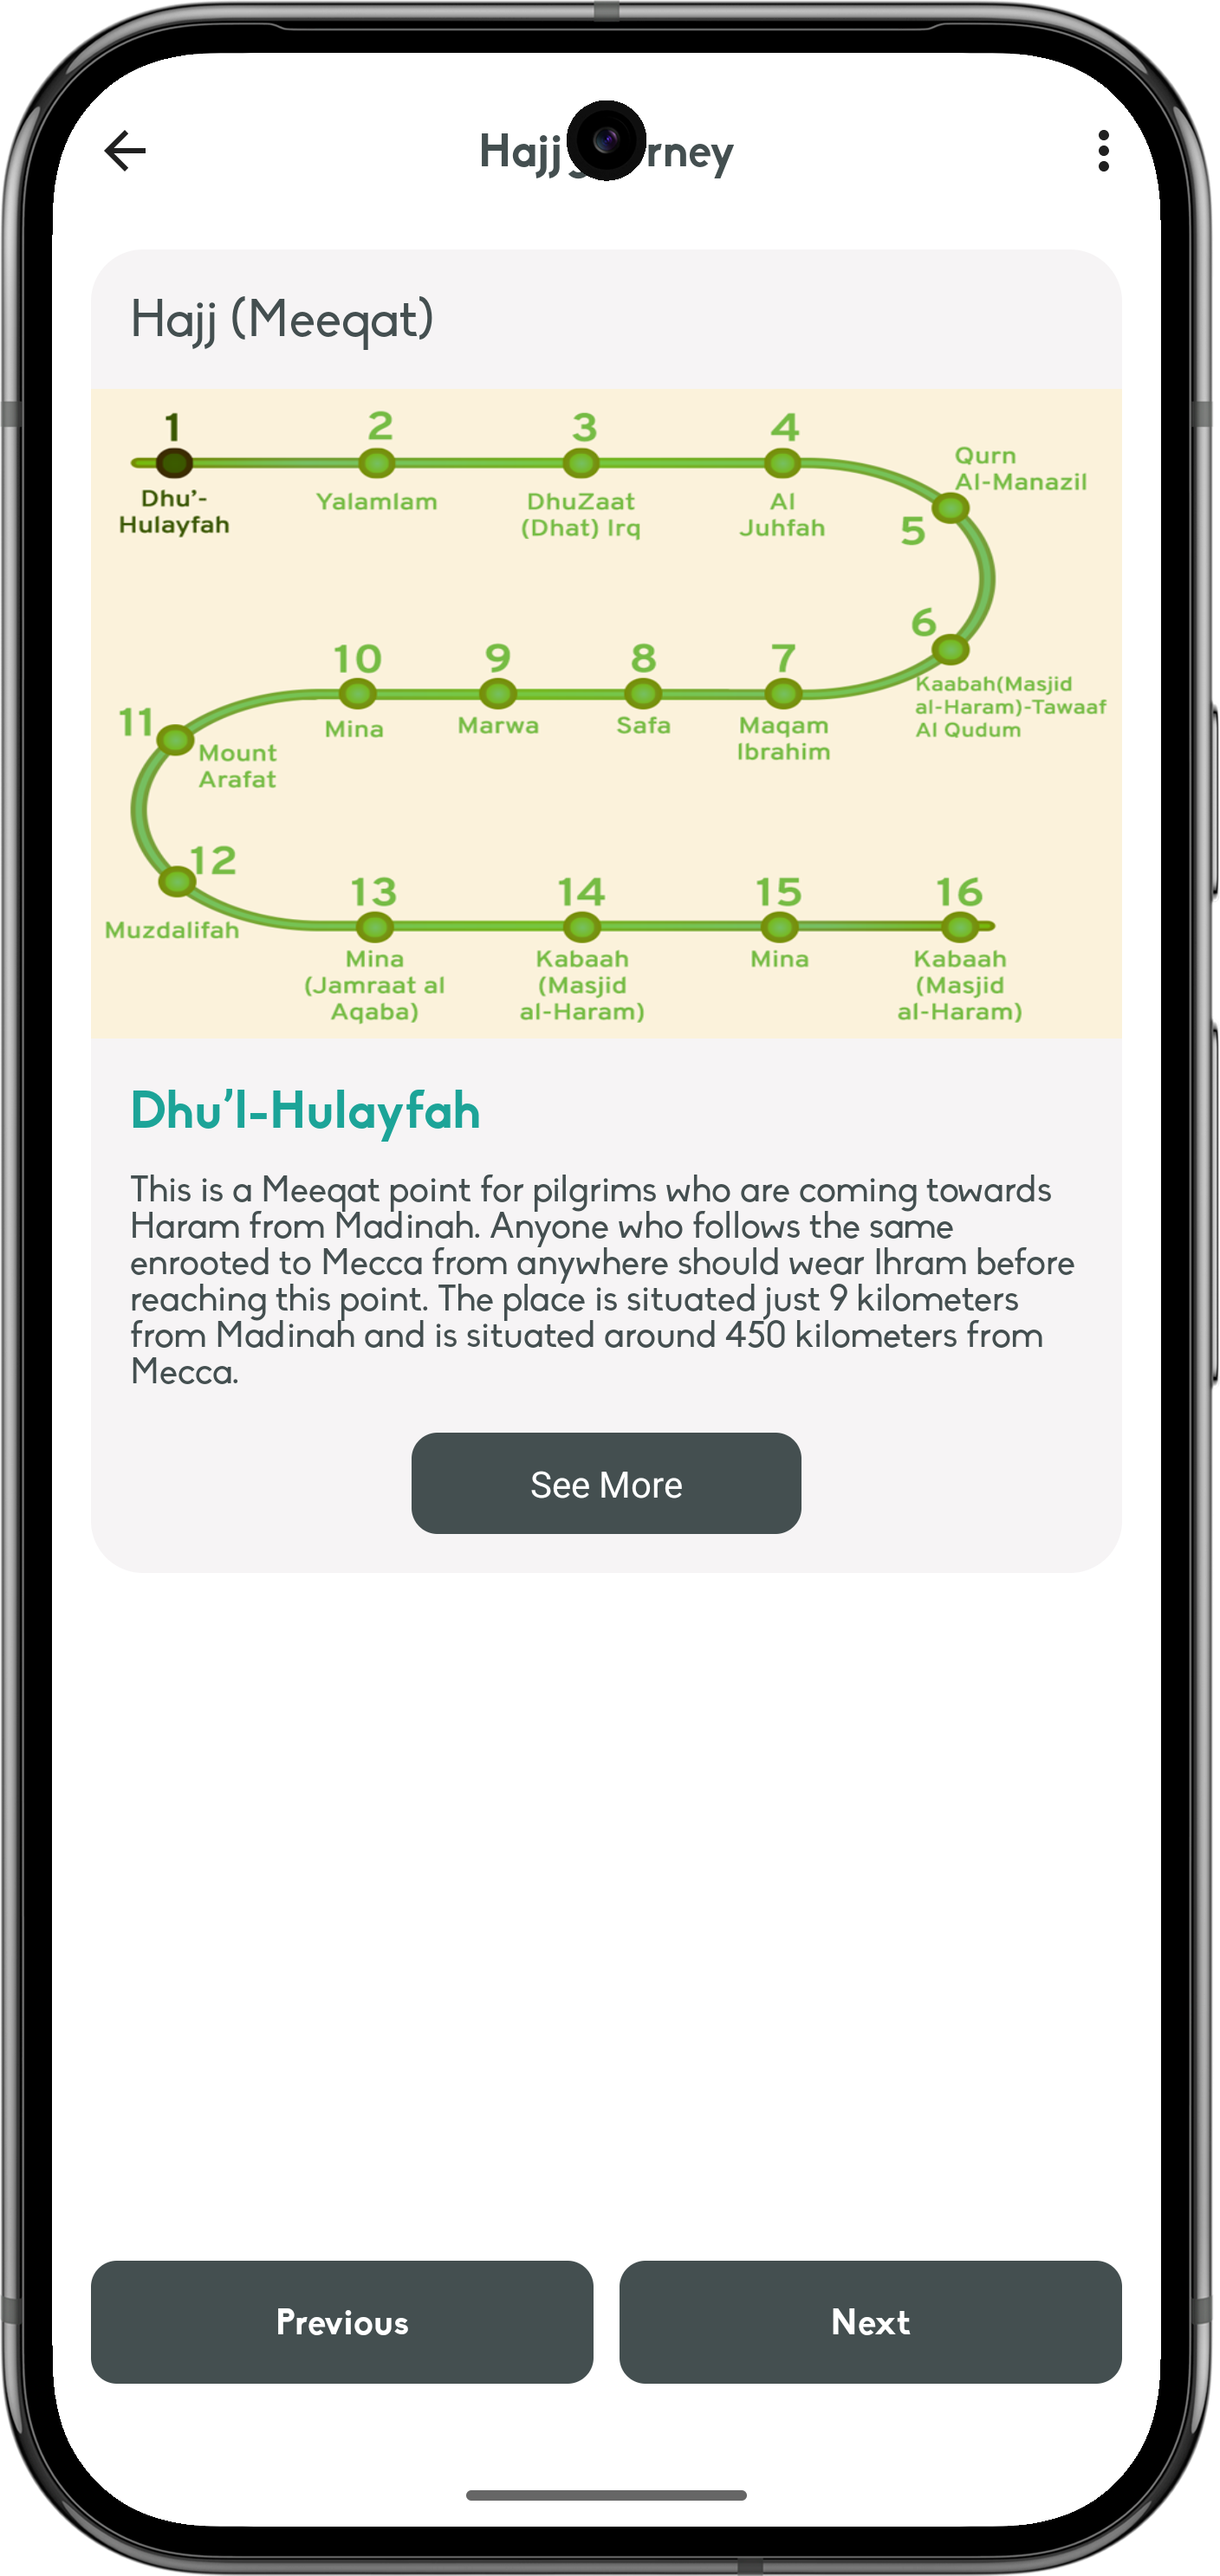 Hajj rney
Hajj (Meeqat)
1
Dhu'-
Hulayfah
2
Yalamlam
3
DhuZaat
(Dhat) Irq
4
Al
Juhfah
Qurn
Al-Manazil
5
6
Kaabah(Masjid
al-Haram)-Tawaaf
Al Qudum
7
Maqam
Ibrahim
8
Safa
9
Marwa
10
Mina
11
Mount
Arafat
12
Muzdalifah
13
Mina
(Jamraat al
Aqaba)
14
Kabaah
(Masjid
al-Haram)
15
Mina
16
Kabaah
(Masjid
al-Haram)
Dhu’l-Hulayfah
This is a Meeqat point for pilgrims who are coming towards
Haram from Madinah. Anyone who follows the same
enrooted to Mecca from anywhere should wear Ihram before
reaching this point. The place is situated just 9 kilometers
from Madinah and is situated around 450 kilometers from
Mecca.
See More
Previous
Next